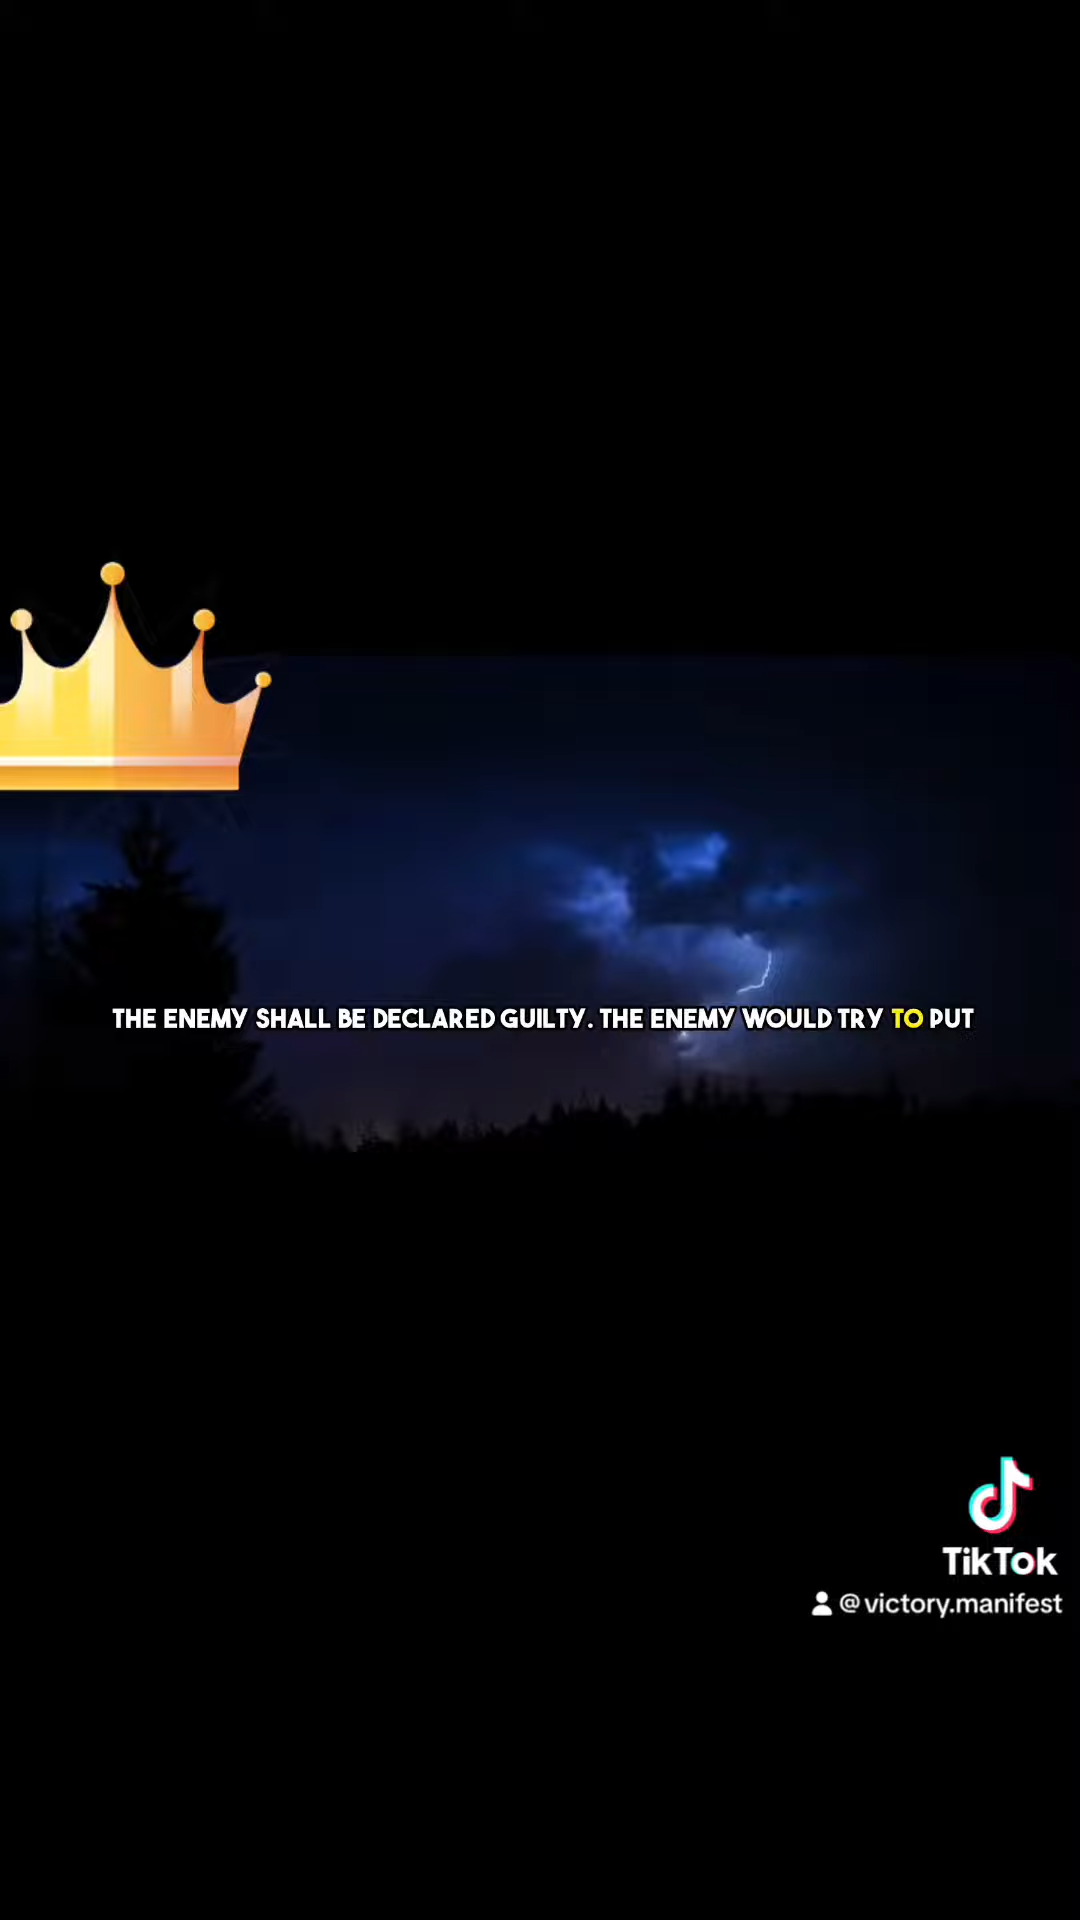 THE ENEMY SHALL BE DECLARED GUILTY. THE ENEMY WOULD TRY TO PUT
TikTok
@victory.manifest